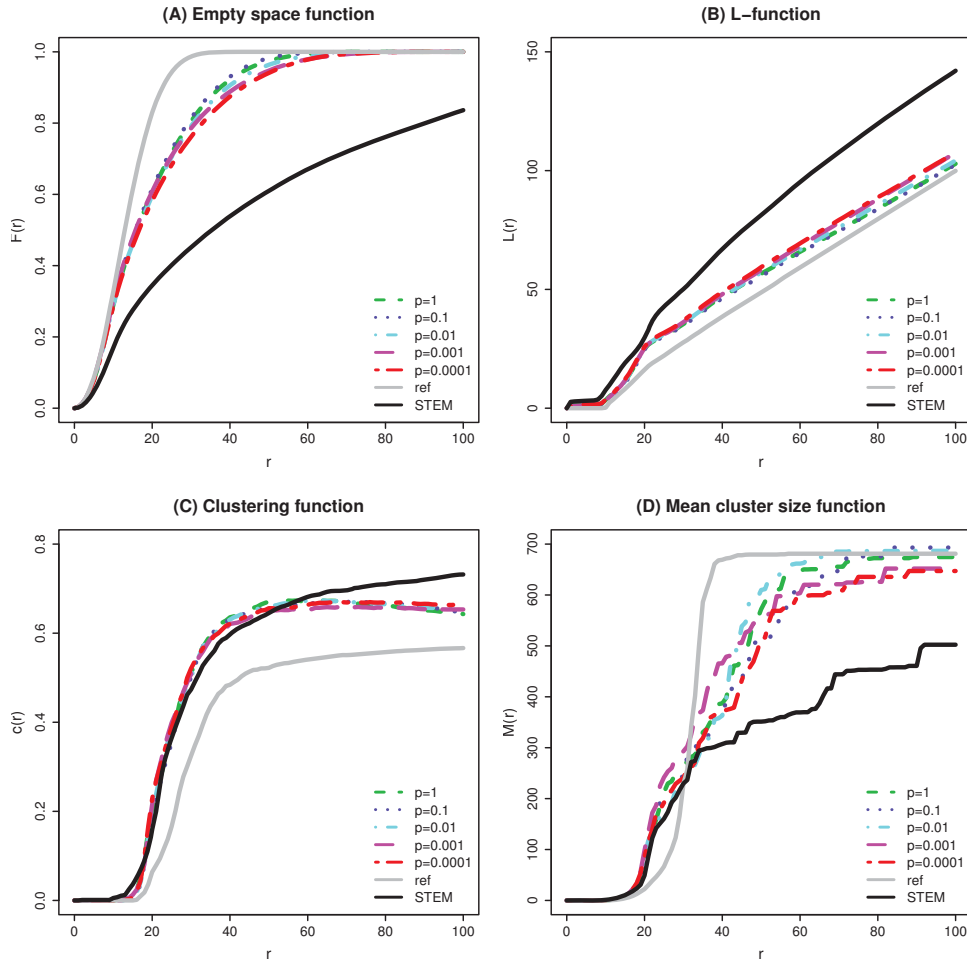 (A) Empty space function
F(r)
1.0
0.8
0.6
0.4
0.2
0.0
0 20 40 60 80 100
r
p=1
p=0.1
p=0.01
p=0.001
p=0.0001
ref
STEM
(B) L−function
L(r)
150
100
50
0
0 20 40 60 80 100
r
p=1
p=0.1
p=0.01
p=0.001
p=0.0001
ref
STEM
(C) Clustering function
c(r)
0.8
0.6
0.4
0.2
0.0
0 20 40 60 80 100
r
p=1
p=0.1
p=0.01
p=0.001
p=0.0001
ref
STEM
(D) Mean cluster size function
M(r)
700
600
500
400
300
200
100
0
0 20 40 60 80 100
r
p=1
p=0.1
p=0.01
p=0.001
p=0.0001
ref
STEM